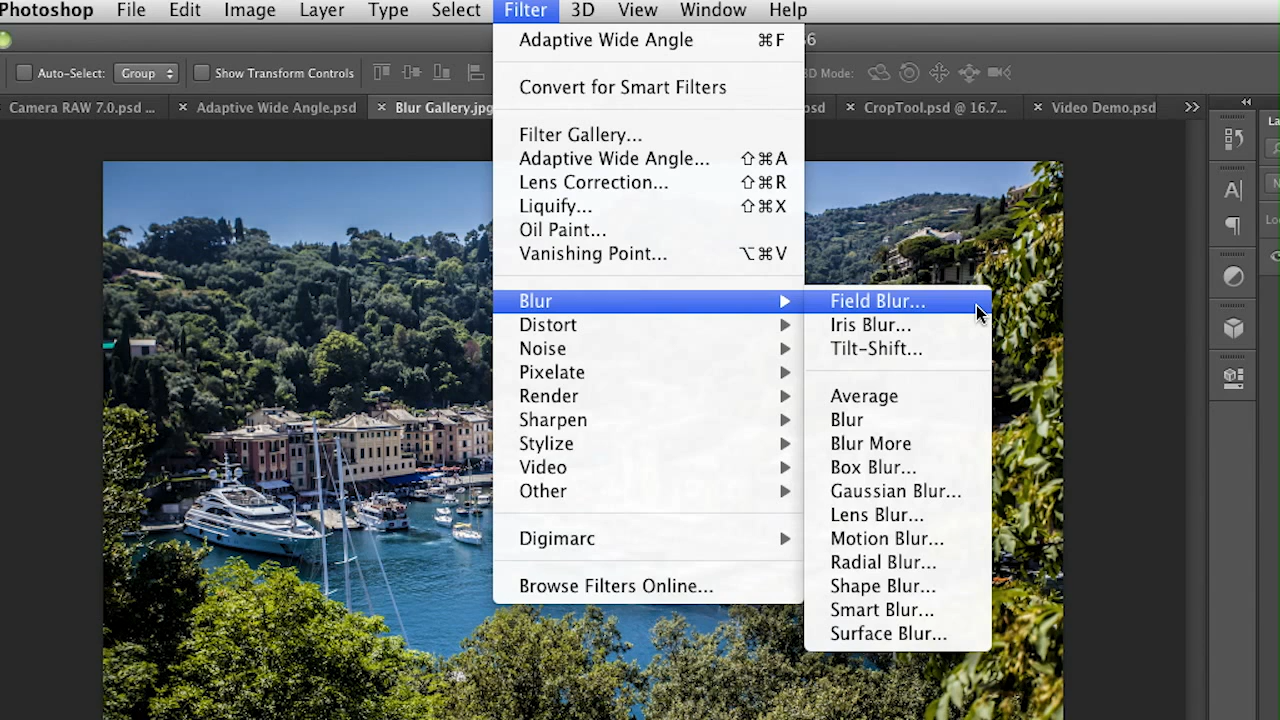 Photoshop File Edit Image Layer Type Select Filter 3D View Window Help
Auto-Select: Group Show Transform Controls 3D Mode:
Camera RAW 7.0.psd ... × Adaptive Wide Angle.psd × Blur Gallery.jpg psd × CropTool.psd @ 16.7... × Video Demo.psd >>
Adaptive Wide Angle ⌘F
Convert for Smart Filters
Filter Gallery...
Adaptive Wide Angle... ⇧⌘A
Lens Correction... ⇧⌘R
Liquify... ⇧⌘X
Oil Paint...
Vanishing Point... ⌥⌘V
Blur
Distort
Noise
Pixelate
Render
Sharpen
Stylize
Video
Other
Digimarc
Browse Filters Online...
Field Blur...
Iris Blur...
Tilt-Shift...
Average
Blur
Blur More
Box Blur...
Gaussian Blur...
Lens Blur...
Motion Blur...
Radial Blur...
Shape Blur...
Smart Blur...
Surface Blur...